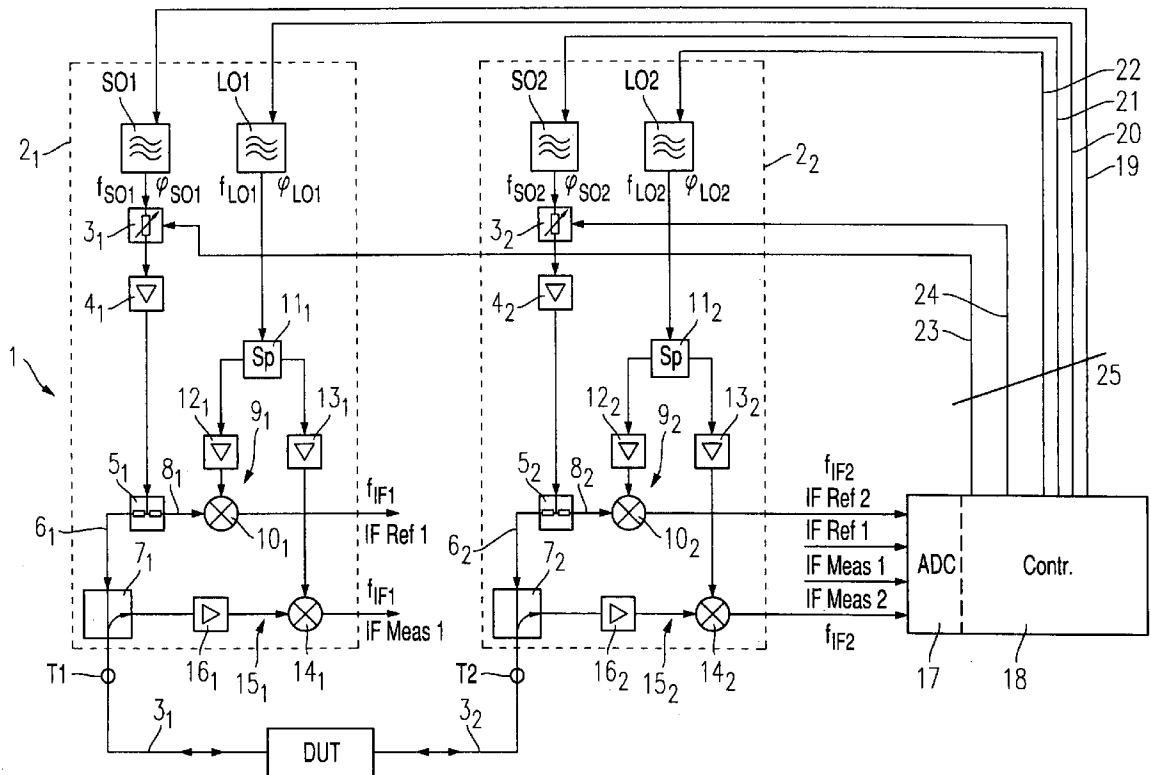 SO1
LO1
SO2
LO2
22
21
20
19
2₁
2₂
f_SO1
φ_SO1
f_LO1
φ_LO1
f_SO2
φ_SO2
f_LO2
φ_LO2
3₁
3₂
4₁
4₂
24
23
25
1
11₁
Sp
11₂
Sp
12₁
9₁
13₁
12₂
9₂
13₂
5₁
8₁
f_IF1
5₂
8₂
f_IF2
IF Ref 2
6₁
10₁
IF Ref 1
6₂
10₂
IF Ref 1
7₁
7₂
IF Meas 1
ADC
Contr.
f_IF1
IF Meas 2
IF Meas 1
f_IF2
T1
16₁
15₁
14₁
T2
16₂
15₂
14₂
17
18
3₁
3₂
DUT